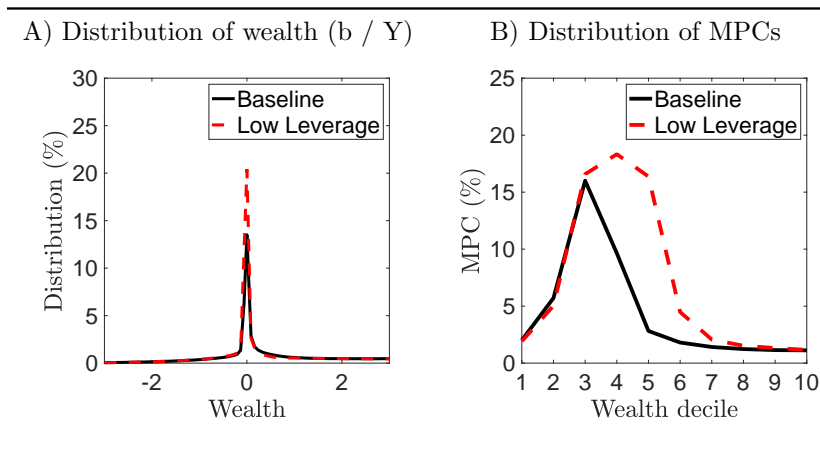 A) Distribution of wealth (b / Y)
30
25
20
15
10
5
0
Distribution (%)
-2 0 2
Wealth
Baseline
Low Leverage
B) Distribution of MPCs
25
20
15
10
5
0
MPC (%)
1 2 3 4 5 6 7 8 9 10
Wealth decile
Baseline
Low Leverage